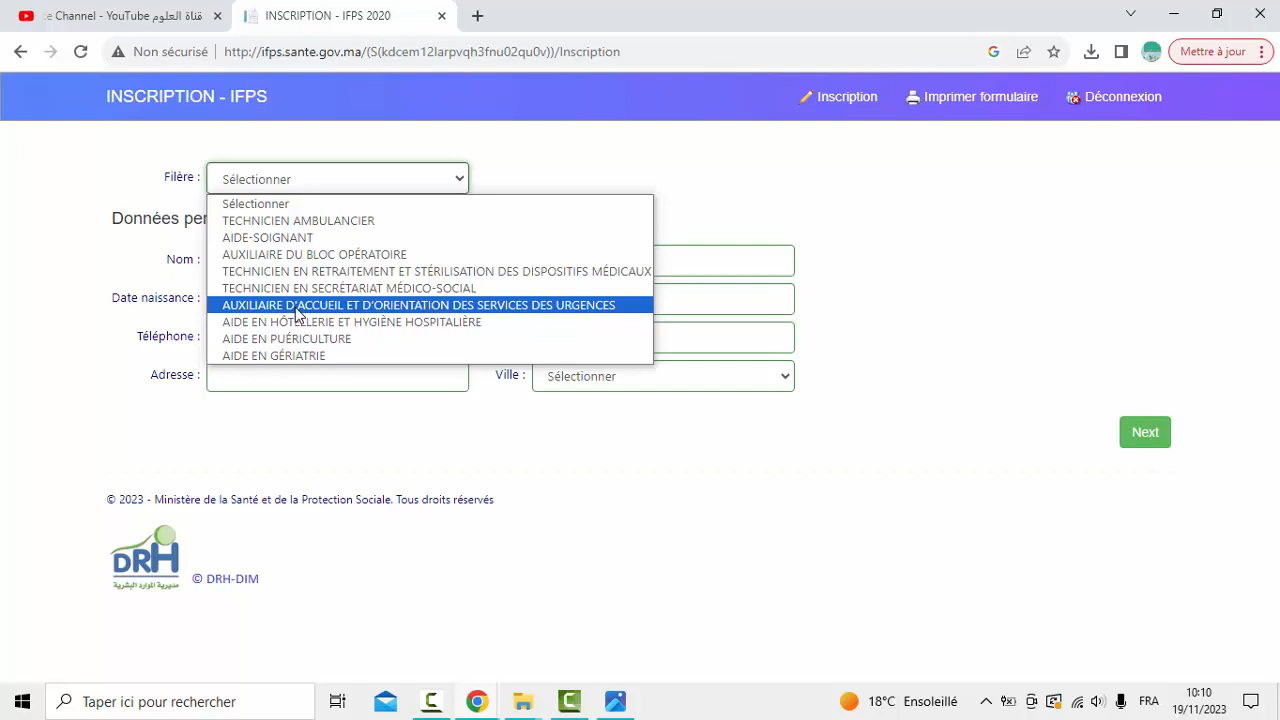 ce Channel - YouTube قناة العلوم
INSCRIPTION - IFPS 2020
Non sécurisé
http://ifps.sante.gov.ma/(S(kdcem12larpvqh3fnu02qu0v))/Inscription
Mettre à jour
INSCRIPTION - IFPS
Inscription
Imprimer formulaire
Déconnexion
Filère :
Sélectionner
Sélectionner
TECHNICIEN AMBULANCIER
AIDE-SOIGNANT
AUXILIAIRE DU BLOC OPÉRATOIRE
TECHNICIEN EN RETRAITEMENT ET STÉRILISATION DES DISPOSITIFS MÉDICAUX
TECHNICIEN EN SECRÉTARIAT MÉDICO-SOCIAL
AUXILIAIRE D'ACCUEIL ET D'ORIENTATION DES SERVICES DES URGENCES
AIDE EN HÔTELLERIE ET HYGIÈNE HOSPITALIÈRE
AIDE EN PUÉRICULTURE
AIDE EN GÉRIATRIE
Données per
Nom :
Date naissance :
Téléphone :
Adresse :
Ville :
Sélectionner
Next
© 2023 - Ministère de la Santé et de la Protection Sociale. Tous droits réservés
DRH
مديرية الموارد البشرية
© DRH-DIM
Taper ici pour rechercher
18°C Ensoleillé
FRA
10:10
19/11/2023